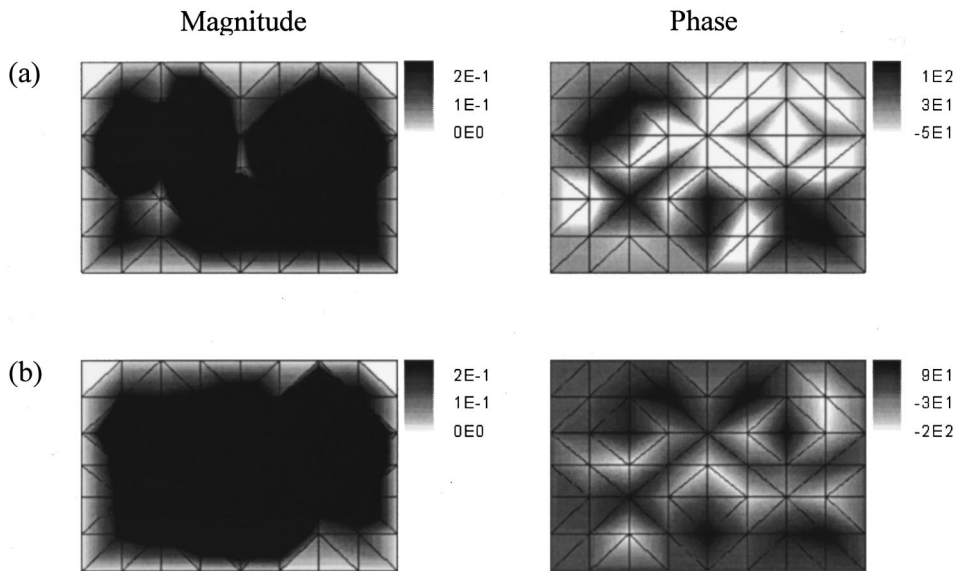 Magnitude
Phase
(a)
2E-1
1E-1
0E0
1E2
3E1
-5E1
(b)
2E-1
1E-1
0E0
9E1
-3E1
-2E2